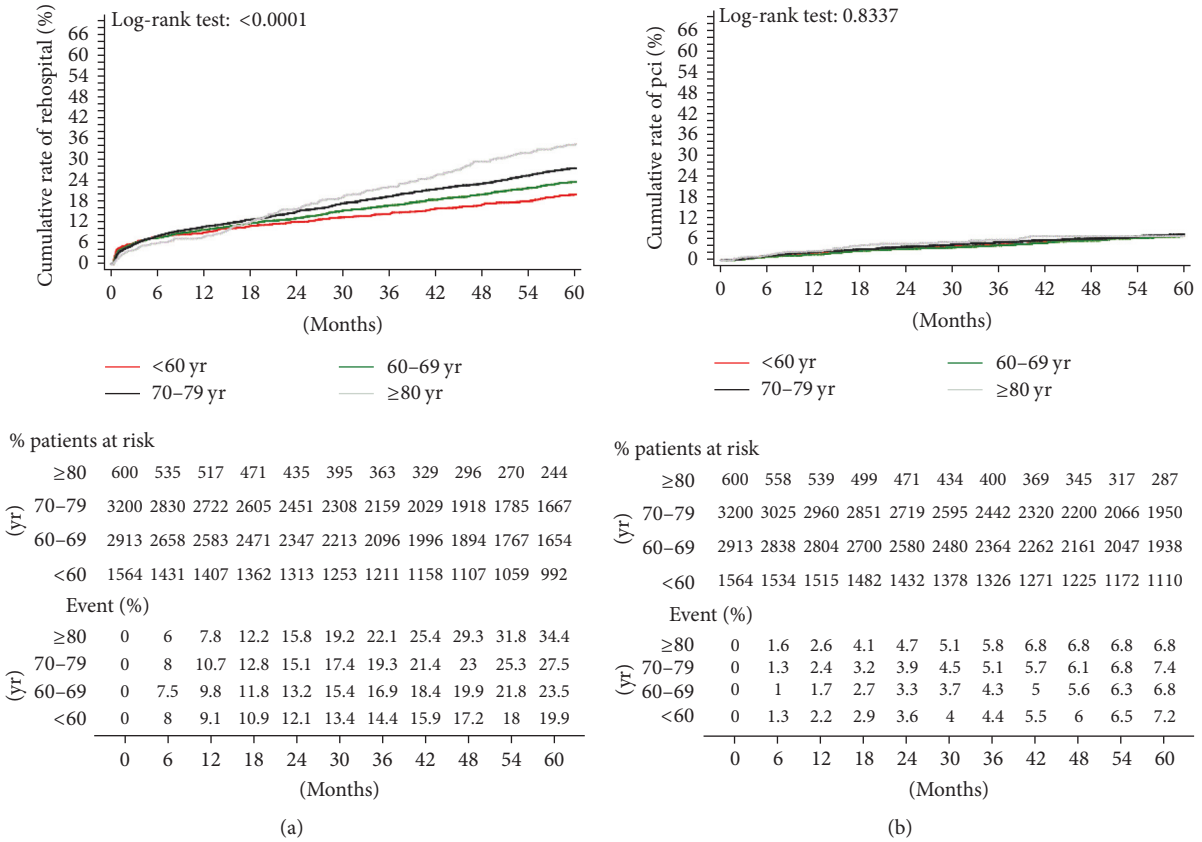 Log-rank test: <0.0001
Cumulative rate of rehospital (%)
66
60
54
48
42
36
30
24
18
12
6
0
0 6 12 18 24 30 36 42 48 54 60
(Months)
<60 yr 60–69 yr
70–79 yr ≥80 yr
% patients at risk
(yr)
≥80 600 535 517 471 435 395 363 329 296 270 244
70–79 3200 2830 2722 2605 2451 2308 2159 2029 1918 1785 1667
60–69 2913 2658 2583 2471 2347 2213 2096 1996 1894 1767 1654
<60 1564 1431 1407 1362 1313 1253 1211 1158 1107 1059 992
Event (%)
(yr)
≥80 0 6 7.8 12.2 15.8 19.2 22.1 25.4 29.3 31.8 34.4
70–79 0 8 10.7 12.8 15.1 17.4 19.3 21.4 23 25.3 27.5
60–69 0 7.5 9.8 11.8 13.2 15.4 16.9 18.4 19.9 21.8 23.5
<60 0 8 9.1 10.9 12.1 13.4 14.4 15.9 17.2 18 19.9
0 6 12 18 24 30 36 42 48 54 60
(Months)
(a)
Log-rank test: 0.8337
Cumulative rate of pci (%)
66
60
54
48
42
36
30
24
18
12
6
0
0 6 12 18 24 30 36 42 48 54 60
(Months)
<60 yr 60–69 yr
70–79 yr ≥80 yr
% patients at risk
(yr)
≥80 600 558 539 499 471 434 400 369 345 317 287
70–79 3200 3025 2960 2851 2719 2595 2442 2320 2200 2066 1950
60–69 2913 2838 2804 2700 2580 2480 2364 2262 2161 2047 1938
<60 1564 1534 1515 1482 1432 1378 1326 1271 1225 1172 1110
Event (%)
(yr)
≥80 0 1.6 2.6 4.1 4.7 5.1 5.8 6.8 6.8 6.8 6.8
70–79 0 1.3 2.4 3.2 3.9 4.5 5.1 5.7 6.1 6.8 7.4
60–69 0 1 1.7 2.7 3.3 3.7 4.3 5 5.6 6.3 6.8
<60 0 1.3 2.2 2.9 3.6 4 4.4 5.5 6 6.5 7.2
0 6 12 18 24 30 36 42 48 54 60
(Months)
(b)